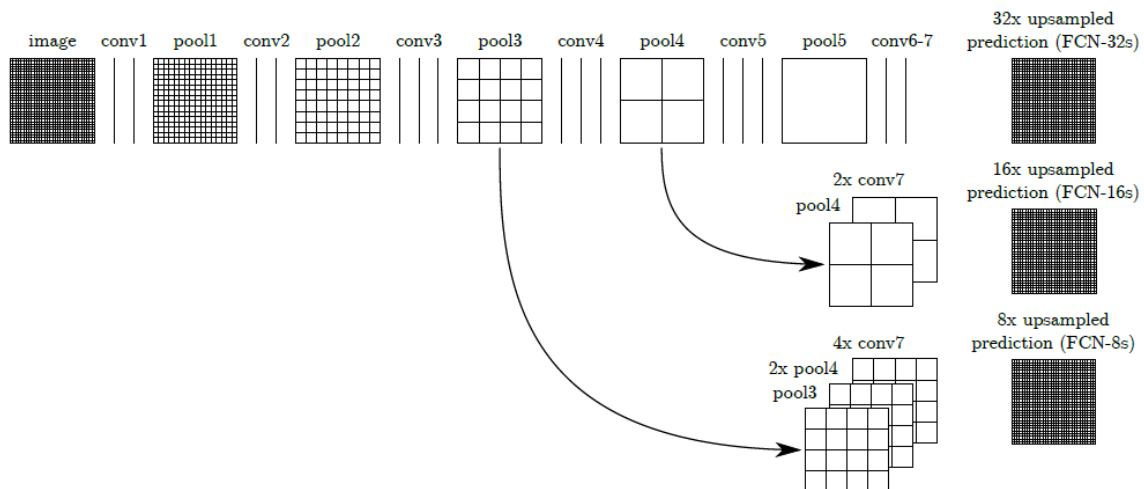 32x upsampled
image conv1 pool1 conv2 pool2 conv3 pool3 conv4 pool4 conv5 pool5 conv6-7 prediction (FCN-32s)
16x upsampled
2x conv7 prediction (FCN-16s)
pool4
8x upsampled
4x conv7 prediction (FCN-8s)
2x pool4
pool3